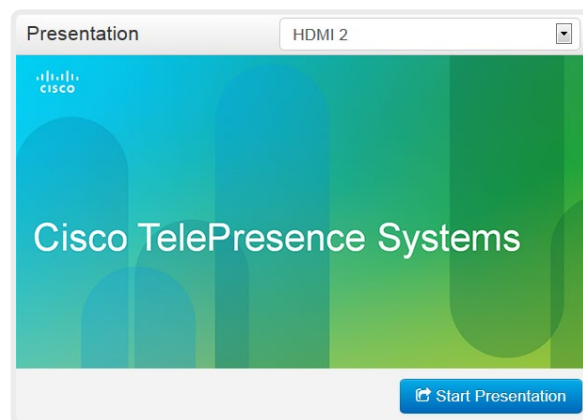 Presentation
HDMI 2
CISCO
Cisco TelePresence Systems
Start Presentation